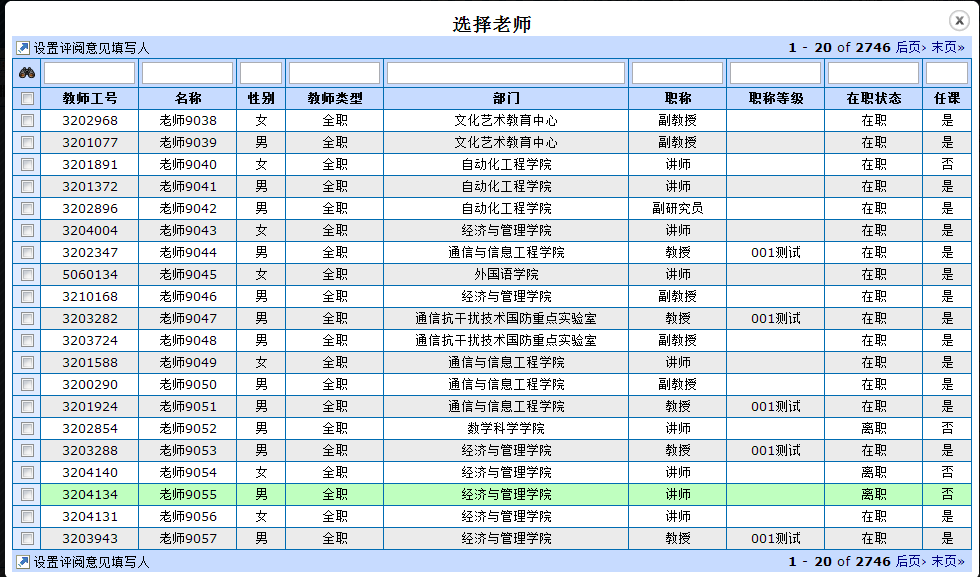 选择老师
设置评阅意见填写人 1 - 20 of 2746 后页› 末页»
教师工号 名称 性别 教师类型 部门 职称 职称等级 在职状态 任课
3202968 老师9038 女 全职 文化艺术教育中心 副教授 在职 是
3201077 老师9039 男 全职 文化艺术教育中心 副教授 在职 是
3201891 老师9040 女 全职 自动化工程学院 讲师 在职 否
3201372 老师9041 男 全职 自动化工程学院 讲师 在职 是
3202896 老师9042 男 全职 自动化工程学院 副研究员 在职 是
3204004 老师9043 女 全职 经济与管理学院 讲师 在职 是
3202347 老师9044 男 全职 通信与信息工程学院 教授 001测试 在职 是
5060134 老师9045 女 全职 外国语学院 讲师 在职 是
3210168 老师9046 男 全职 经济与管理学院 副教授 在职 是
3203282 老师9047 男 全职 通信抗干扰技术国防重点实验室 教授 001测试 在职 是
3203724 老师9048 男 全职 通信抗干扰技术国防重点实验室 副教授 在职 是
3201588 老师9049 女 全职 通信与信息工程学院 讲师 在职 是
3200290 老师9050 男 全职 通信与信息工程学院 副教授 在职 是
3201924 老师9051 男 全职 通信与信息工程学院 教授 001测试 在职 是
3202854 老师9052 男 全职 数学科学学院 讲师 离职 否
3203288 老师9053 男 全职 经济与管理学院 教授 001测试 在职 是
3204140 老师9054 女 全职 经济与管理学院 讲师 离职 否
3204134 老师9055 男 全职 经济与管理学院 讲师 离职 否
3204131 老师9056 女 全职 经济与管理学院 讲师 在职 是
3203943 老师9057 男 全职 经济与管理学院 教授 001测试 在职 是
设置评阅意见填写人 1 - 20 of 2746 后页› 末页»